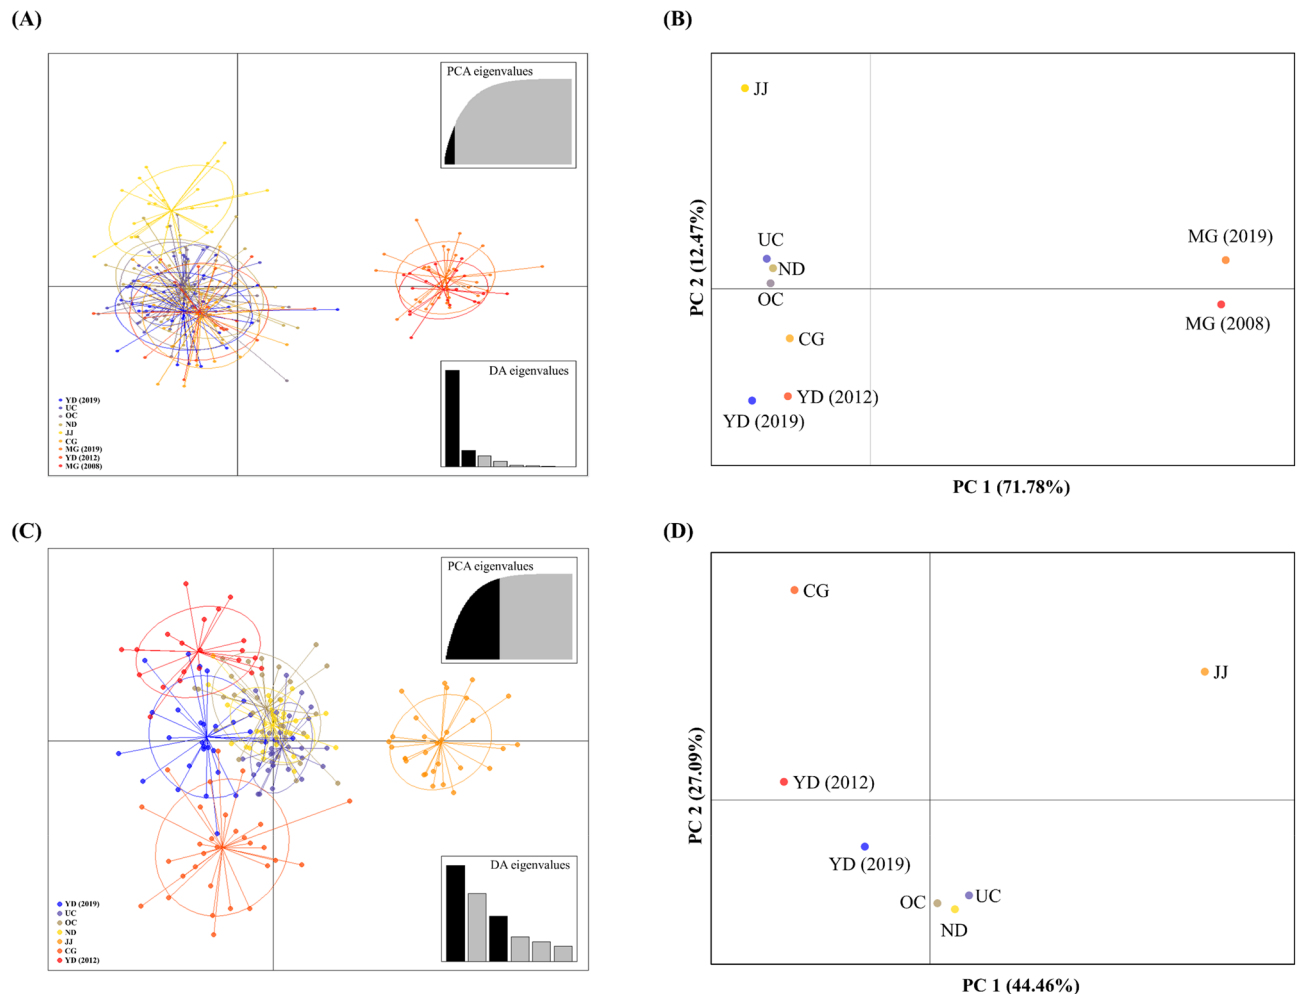 (A)
PCA eigenvalues
DA eigenvalues
YD (2019)
UC
OC
ND
JJ
CG
MG (2019)
YD (2012)
MG (2008)
(B)
JJ
UC
ND
OC
MG (2019)
MG (2008)
CG
YD (2012)
YD (2019)
PC 2 (12.47%)
PC 1 (71.78%)
(C)
PCA eigenvalues
DA eigenvalues
YD (2019)
UC
OC
ND
JJ
CG
YD (2012)
(D)
CG
JJ
YD (2012)
YD (2019)
OC
UC
ND
PC 2 (27.09%)
PC 1 (44.46%)